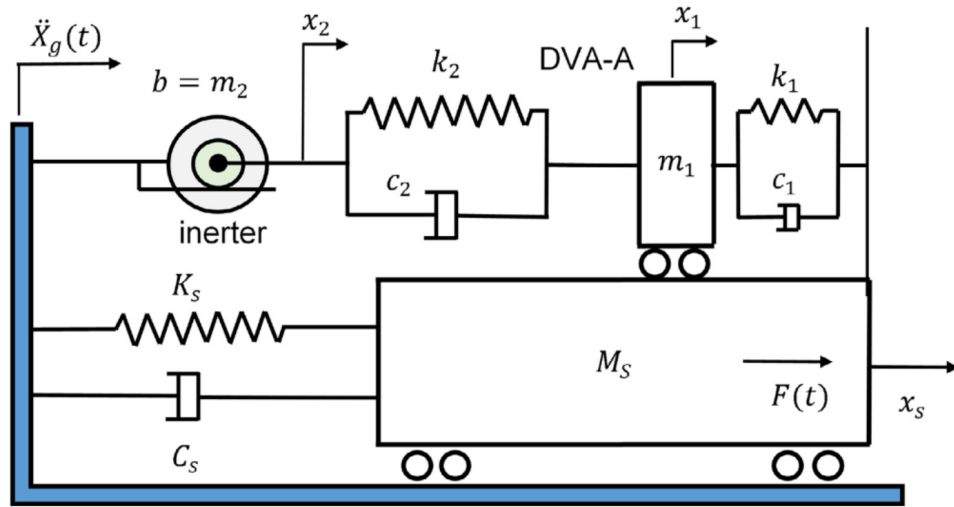 Ẍ_g(t)
x_2
x_1
b = m_2
k_2
DVA-A
k_1
m_1
c_2
c_1
inerter
K_s
M_S
F(t)
x_s
C_s